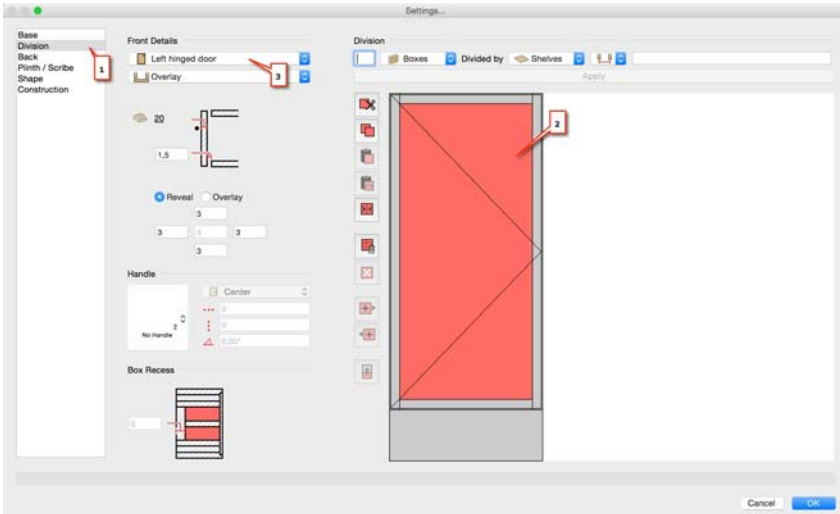 Settings...
Base
Division
Back
Plinth / Scribe
Shape
Construction
1
Front Details
Left hinged door
3
Overlay
20
1,5
Reveal Overlay
3
3 3 3
3
Handle
Center
0
0
0,00°
No Handle
Box Recess
0
Division
Boxes Divided by Shelves
Apply
2
Cancel OK